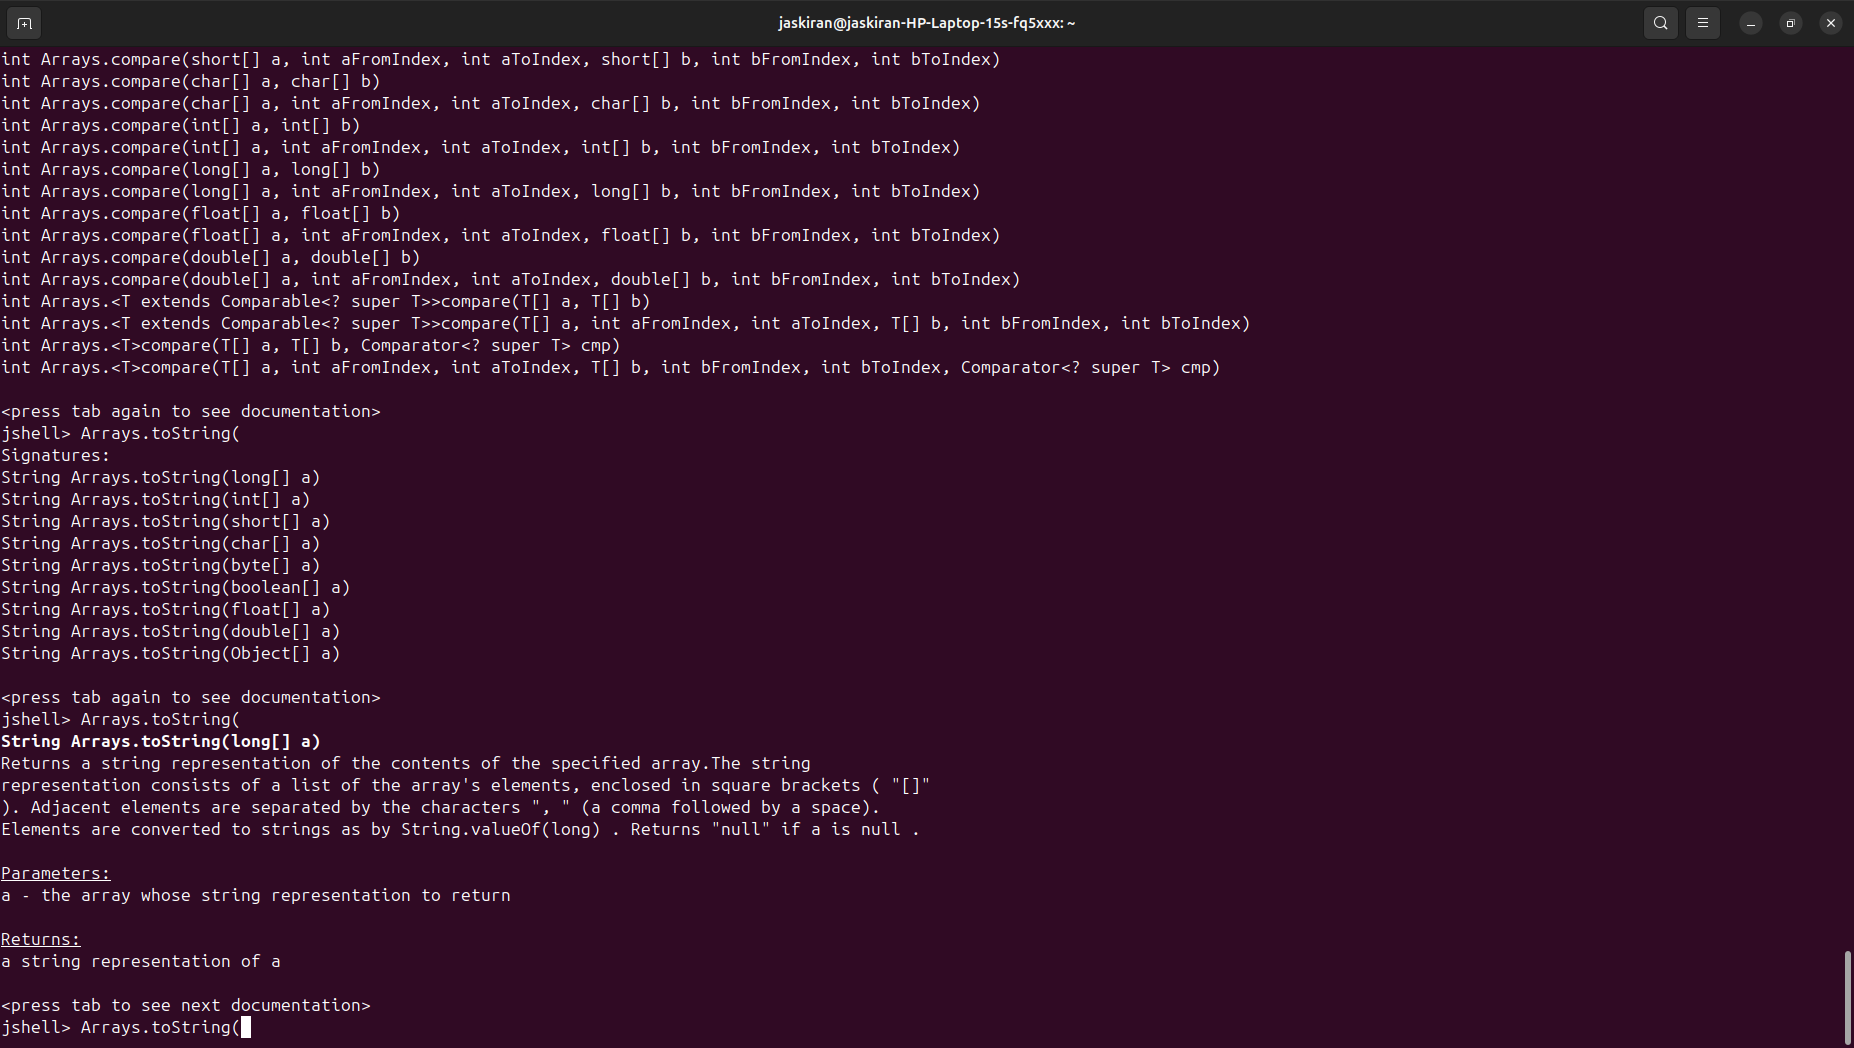 jaskiran@jaskiran-HP-Laptop-15s-fq5xxx: ~
int Arrays.compare(short[] a, int aFromIndex, int aToIndex, short[] b, int bFromIndex, int bToIndex)
int Arrays.compare(char[] a, char[] b)
int Arrays.compare(char[] a, int aFromIndex, int aToIndex, char[] b, int bFromIndex, int bToIndex)
int Arrays.compare(int[] a, int[] b)
int Arrays.compare(int[] a, int aFromIndex, int aToIndex, int[] b, int bFromIndex, int bToIndex)
int Arrays.compare(long[] a, long[] b)
int Arrays.compare(long[] a, int aFromIndex, int aToIndex, long[] b, int bFromIndex, int bToIndex)
int Arrays.compare(float[] a, float[] b)
int Arrays.compare(float[] a, int aFromIndex, int aToIndex, float[] b, int bFromIndex, int bToIndex)
int Arrays.compare(double[] a, double[] b)
int Arrays.compare(double[] a, int aFromIndex, int aToIndex, double[] b, int bFromIndex, int bToIndex)
int Arrays.<T extends Comparable<? super T>>compare(T[] a, T[] b)
int Arrays.<T extends Comparable<? super T>>compare(T[] a, int aFromIndex, int aToIndex, T[] b, int bFromIndex, int bToIndex)
int Arrays.<T>compare(T[] a, T[] b, Comparator<? super T> cmp)
int Arrays.<T>compare(T[] a, int aFromIndex, int aToIndex, T[] b, int bFromIndex, int bToIndex, Comparator<? super T> cmp)
<press tab again to see documentation>
jshell> Arrays.toString(
Signatures:
String Arrays.toString(long[] a)
String Arrays.toString(int[] a)
String Arrays.toString(short[] a)
String Arrays.toString(char[] a)
String Arrays.toString(byte[] a)
String Arrays.toString(boolean[] a)
String Arrays.toString(float[] a)
String Arrays.toString(double[] a)
String Arrays.toString(Object[] a)
<press tab again to see documentation>
jshell> Arrays.toString(
String Arrays.toString(long[] a)
Returns a string representation of the contents of the specified array.The string
representation consists of a list of the array's elements, enclosed in square brackets ( "[]"
). Adjacent elements are separated by the characters ", " (a comma followed by a space).
Elements are converted to strings as by String.valueOf(long) . Returns "null" if a is null .
Parameters:
a - the array whose string representation to return
Returns:
a string representation of a
<press tab to see next documentation>
jshell> Arrays.toString(